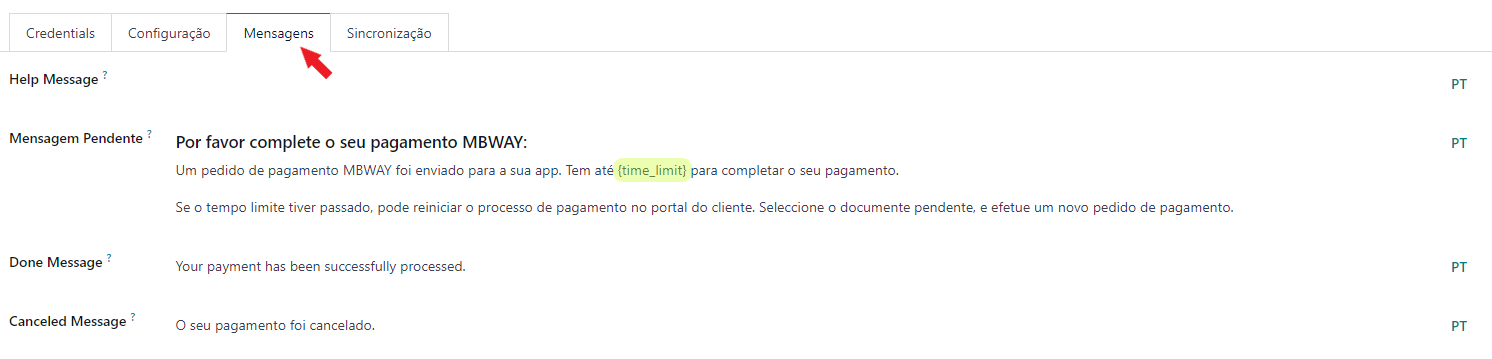 Credentials Configuração Mensagens Sincronização
Help Message ? PT
Mensagem Pendente ? Por favor complete o seu pagamento MBWAY: PT
Um pedido de pagamento MBWAY foi enviado para a sua app. Tem até {time_limit} para completar o seu pagamento.
Se o tempo limite tiver passado, pode reiniciar o processo de pagamento no portal do cliente. Seleccione o documente pendente, e efetue um novo pedido de pagamento.
Done Message ? Your payment has been successfully processed. PT
Canceled Message ? O seu pagamento foi cancelado. PT